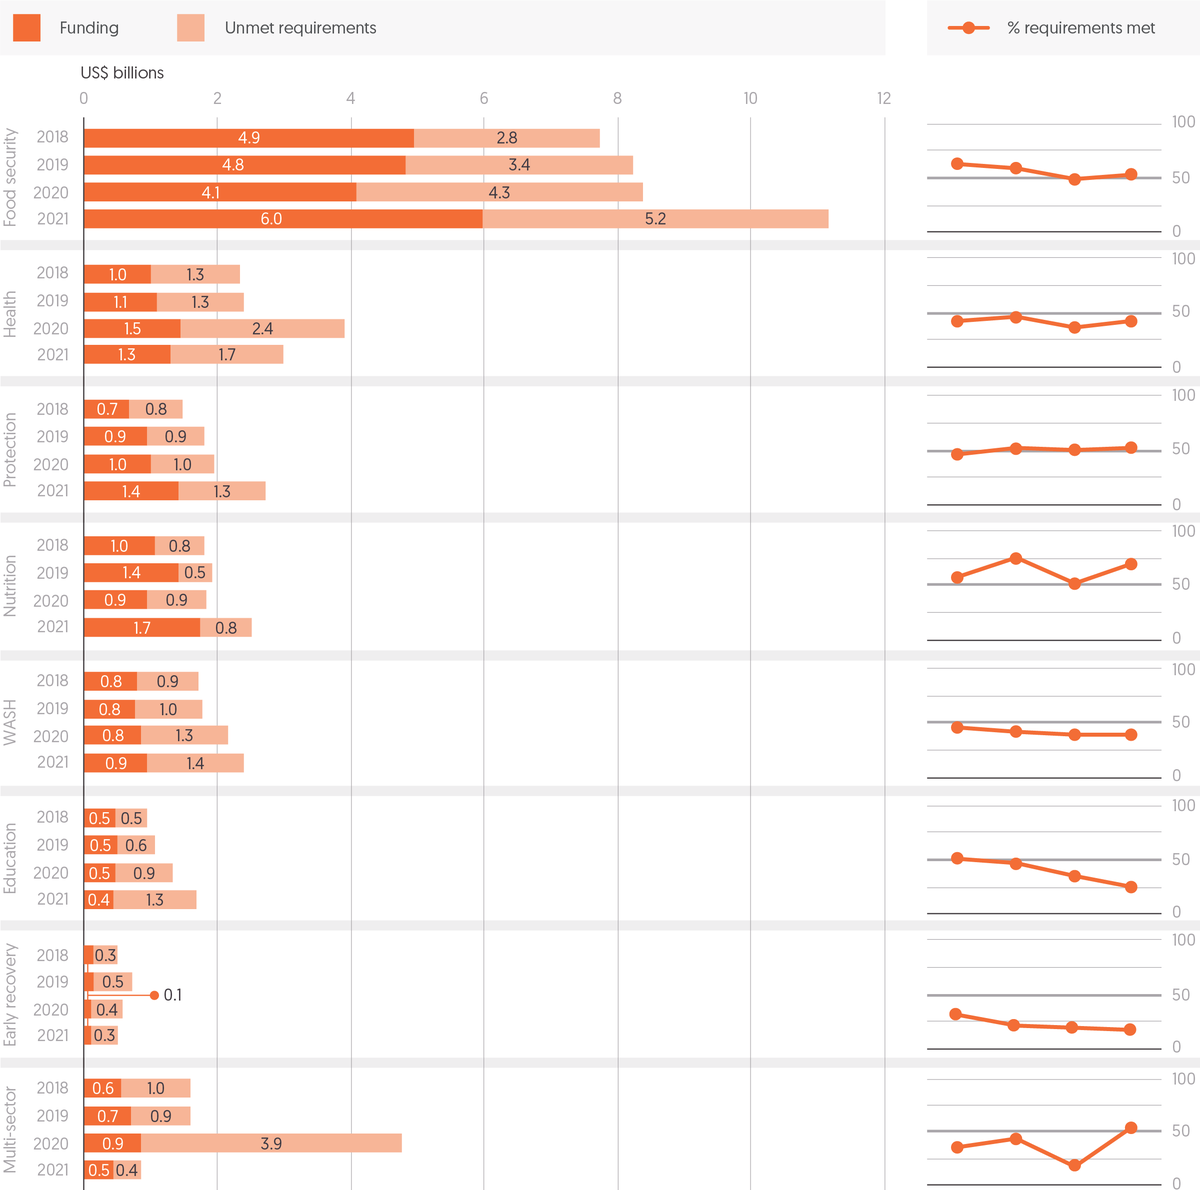 Funding
Unmet requirements
% requirements met
US$ billions
0 2 4 6 8 10 12
Food security
2018 4.9 2.8
2019 4.8 3.4
2020 4.1 4.3
2021 6.0 5.2
100
50
0
Health
2018 1.0 1.3
2019 1.1 1.3
2020 1.5 2.4
2021 1.3 1.7
100
50
0
Protection
2018 0.7 0.8
2019 0.9 0.9
2020 1.0 1.0
2021 1.4 1.3
100
50
0
Nutrition
2018 1.0 0.8
2019 1.4 0.5
2020 0.9 0.9
2021 1.7 0.8
100
50
0
WASH
2018 0.8 0.9
2019 0.8 1.0
2020 0.8 1.3
2021 0.9 1.4
100
50
0
Education
2018 0.5 0.5
2019 0.5 0.6
2020 0.5 0.9
2021 0.4 1.3
100
50
0
Early recovery
2018 0.3
2019 0.5
0.1
2020 0.4
2021 0.3
100
50
0
Multi-sector
2018 0.6 1.0
2019 0.7 0.9
2020 0.9 3.9
2021 0.5 0.4
100
50
0